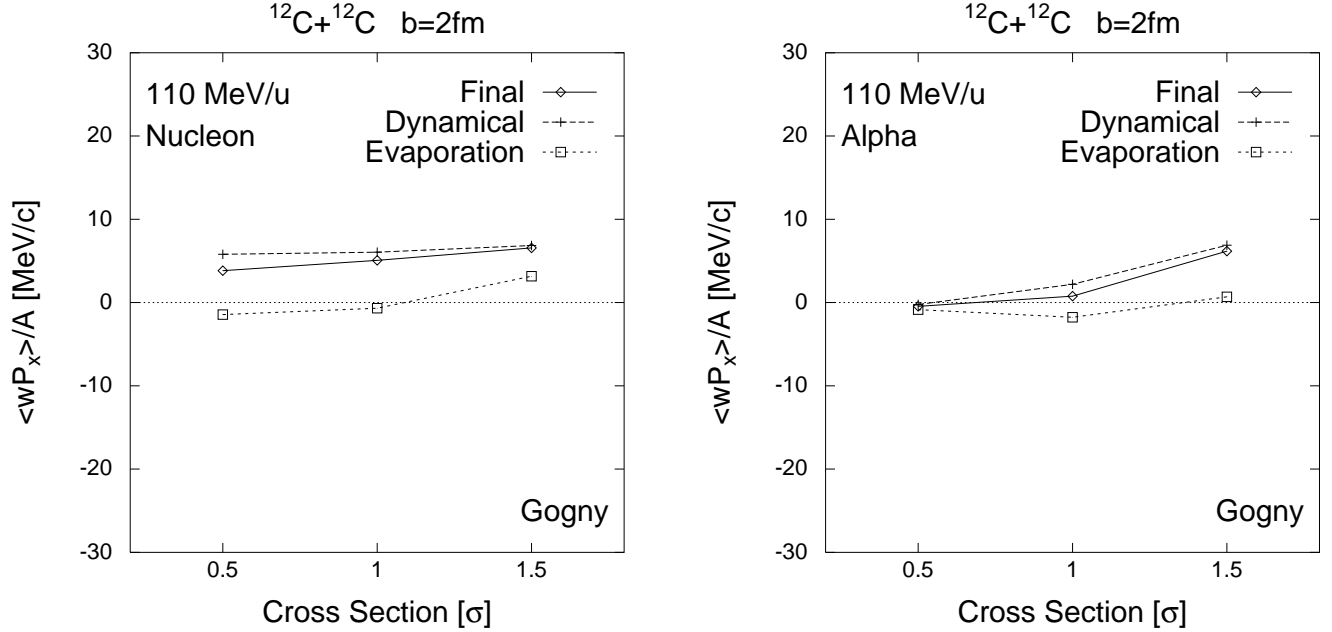 ¹²C+¹²C b=2fm
110 MeV/u
Nucleon
Final
Dynamical
Evaporation
30
20
10
0
-10
-20
-30
<wPₓ>/A [MeV/c]
Gogny
0.5 1 1.5
Cross Section [σ]
¹²C+¹²C b=2fm
110 MeV/u
Alpha
Final
Dynamical
Evaporation
30
20
10
0
-10
-20
-30
<wPₓ>/A [MeV/c]
Gogny
0.5 1 1.5
Cross Section [σ]